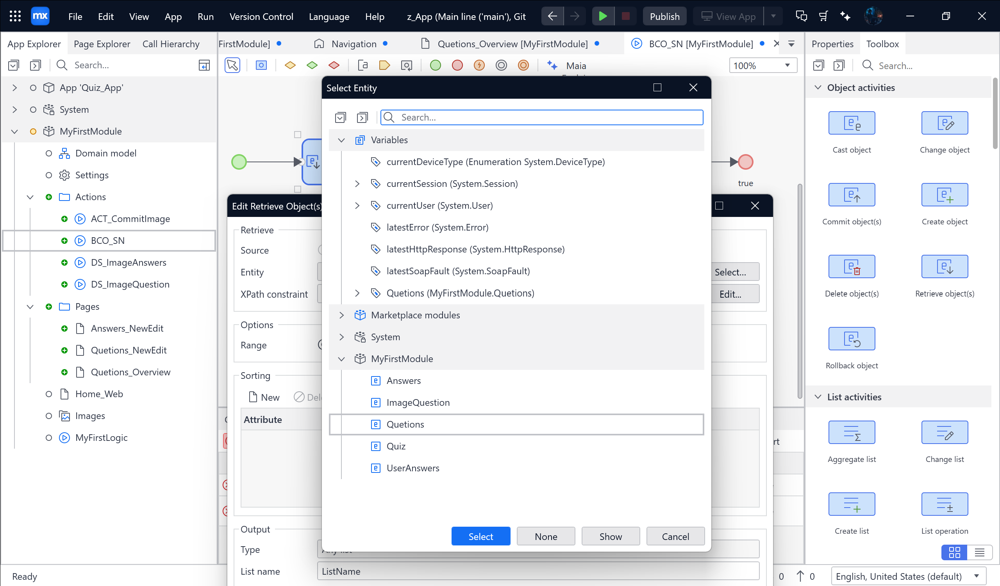 mx File Edit View App Run Version Control Language Help z_App (Main line ('main'), Git Publish View App
App Explorer Page Explorer Call Hierarchy
FirstModule] Navigation Quetions_Overview [MyFirstModule] BCO_SN [MyFirstModule]
Properties Toolbox
Search...
Maia
100%
Search...
App 'Quiz_App'
System
MyFirstModule
Domain model
Settings
Actions
ACT_CommitImage
BCO_SN
DS_ImageAnswers
DS_ImageQuestion
Pages
Answers_NewEdit
Quetions_NewEdit
Quetions_Overview
Home_Web
Images
MyFirstLogic
true
Select Entity
Search...
Variables
currentDeviceType (Enumeration System.DeviceType)
currentSession (System.Session)
currentUser (System.User)
latestError (System.Error)
latestHttpResponse (System.HttpResponse)
latestSoapFault (System.SoapFault)
Quetions (MyFirstModule.Quetions)
Marketplace modules
System
MyFirstModule
Answers
ImageQuestion
Quetions
Quiz
UserAnswers
Select None Show Cancel
Edit Retrieve Object(s)
Retrieve
Source
Entity
Select...
XPath constraint
Edit...
Options
Range
Sorting
New
Attribute
Output
Type
List name
ListName
Object activities
Cast object
Change object
Commit object(s)
Create object
Delete object(s)
Retrieve object(s)
Rollback object
List activities
Aggregate list
Change list
Create list
List operation
Ready
0 0
English, United States (default)